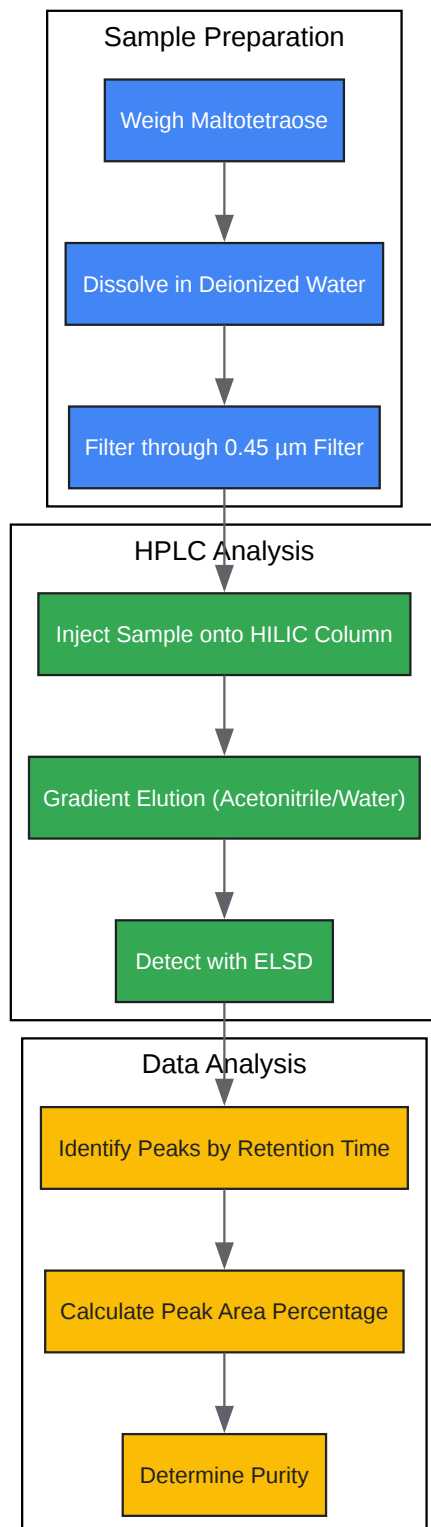 Sample Preparation
Weigh Maltotetraose
Dissolve in Deionized Water
Filter through 0.45 µm Filter
HPLC Analysis
Inject Sample onto HILIC Column
Gradient Elution (Acetonitrile/Water)
Detect with ELSD
Data Analysis
Identify Peaks by Retention Time
Calculate Peak Area Percentage
Determine Purity